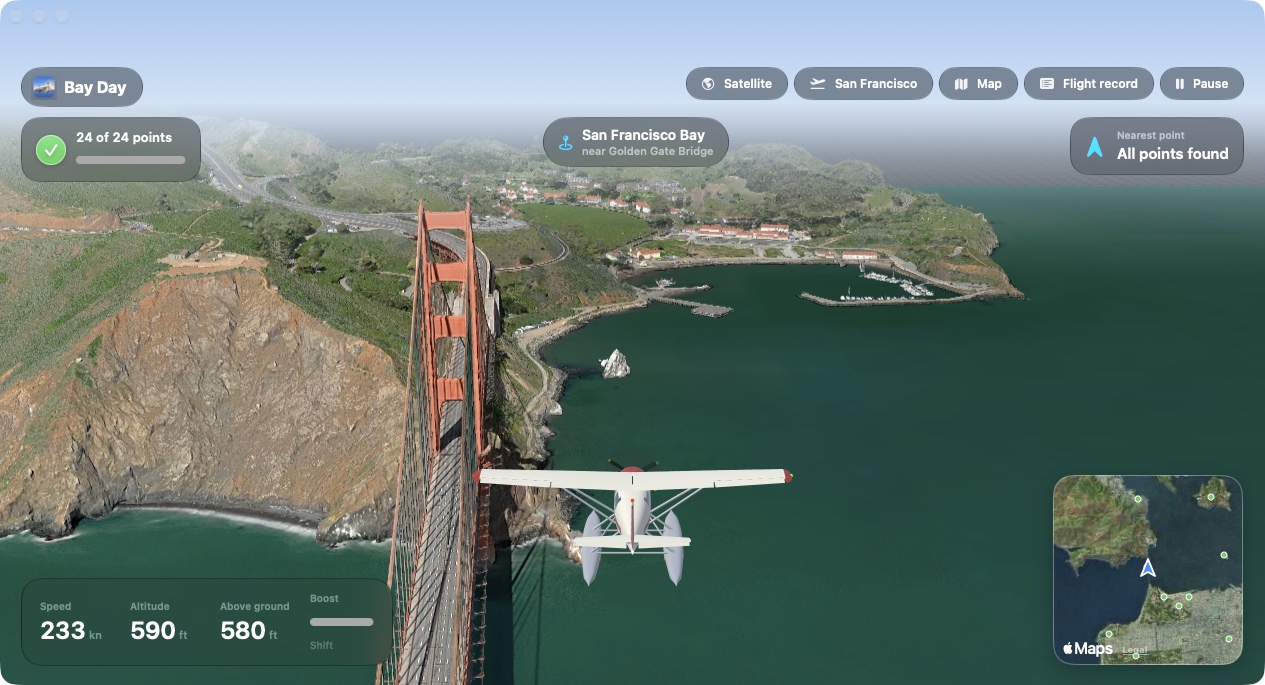 Bay Day
Satellite
San Francisco
Map
Flight record
Pause
24 of 24 points
San Francisco Bay
near Golden Gate Bridge
Nearest point
All points found
Speed
233 kn
Altitude
590 ft
Above ground
580 ft
Boost
Shift
Maps
Legal